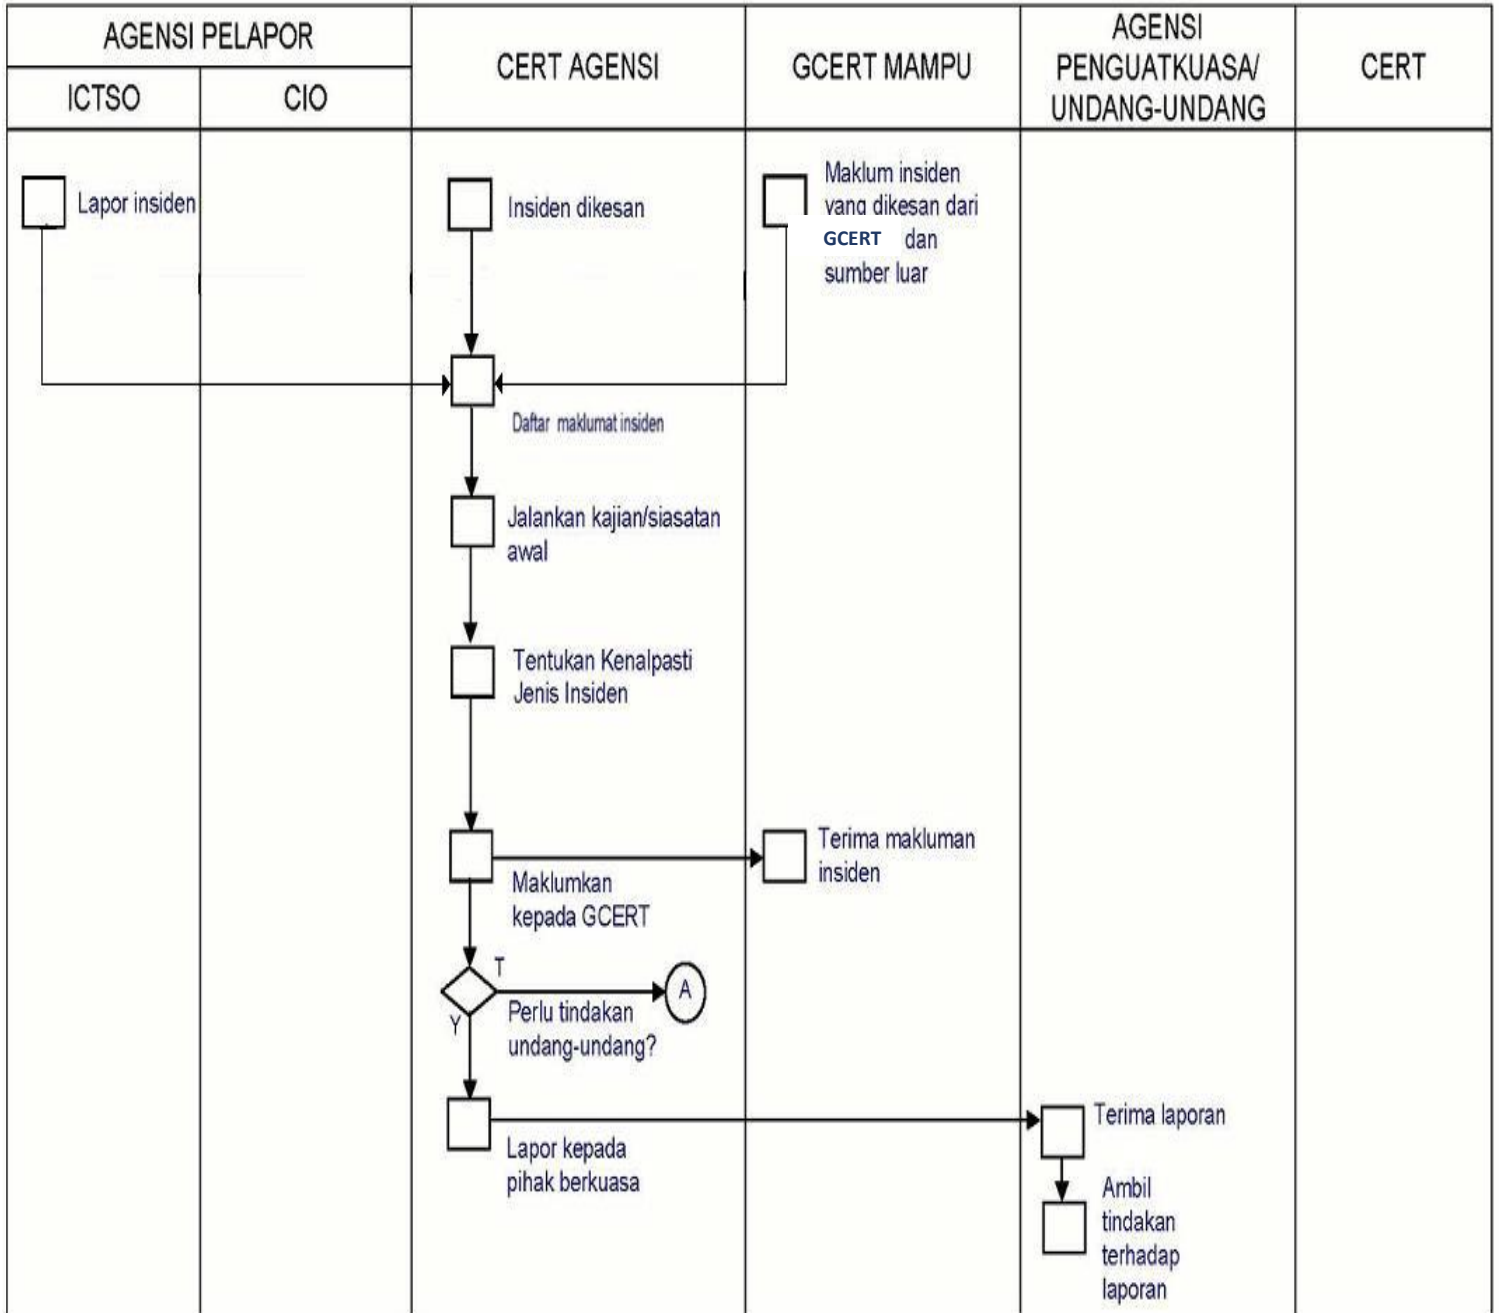 AGENSI PELAPOR
ICTSO
CIO
CERT AGENSI
GCERT MAMPU
AGENSI
PENGUATKUASA/
UNDANG-UNDANG
CERT
Lapor insiden
Insiden dikesan
Maklum insiden
yang dikesan dari
GCERT dan
sumber luar
Daftar maklumat insiden
Jalankan kajian/siasatan
awal
Tentukan Kenalpasti
Jenis Insiden
Maklumkan
kepada GCERT
Terima makluman
insiden
T
A
Y
Perlu tindakan
undang-undang?
Lapor kepada
pihak berkuasa
Terima laporan
Ambil
tindakan
terhadap
laporan